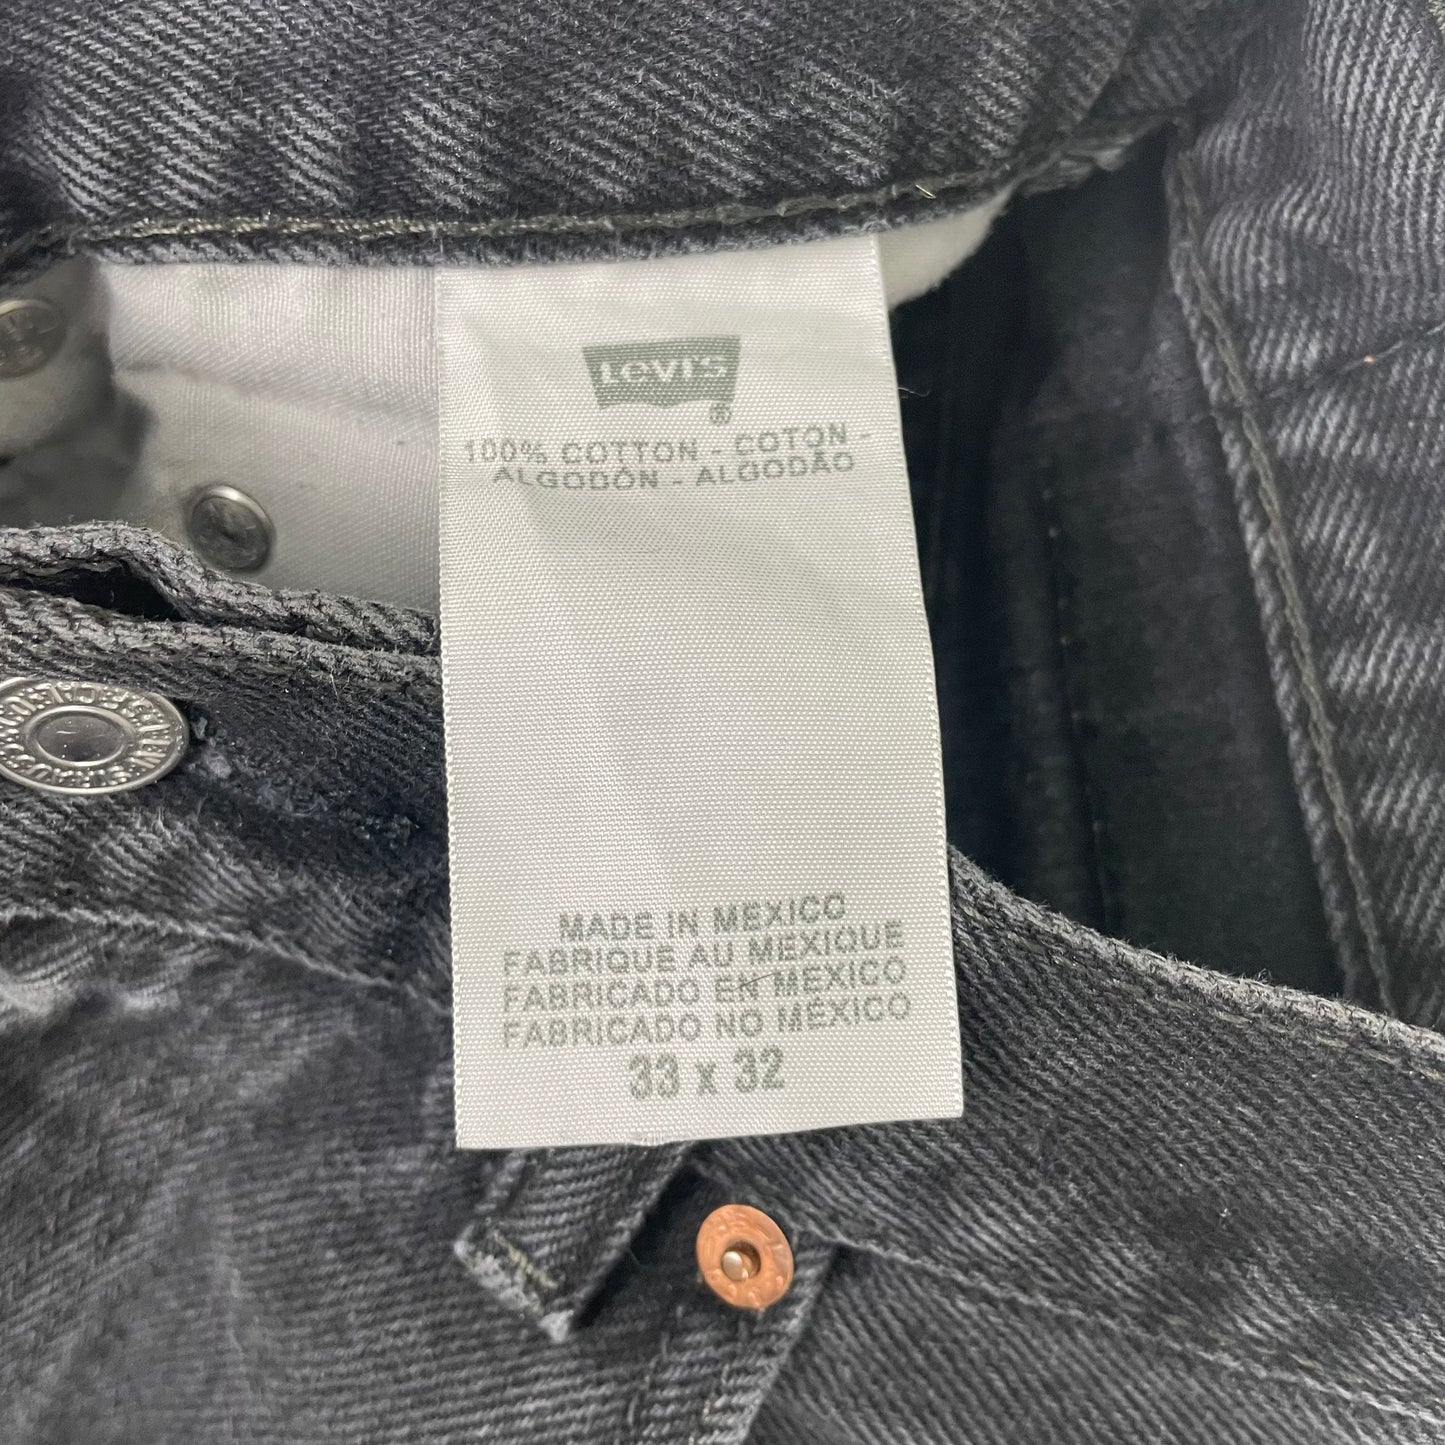 Levi's
®
100% COTTON - COTON -
ALGODÓN - ALGODÃO
MADE IN MEXICO
FABRIQUE AU MEXIQUE
FABRICADO EN MEXICO
FABRICADO NO MÉXICO
33 x 32